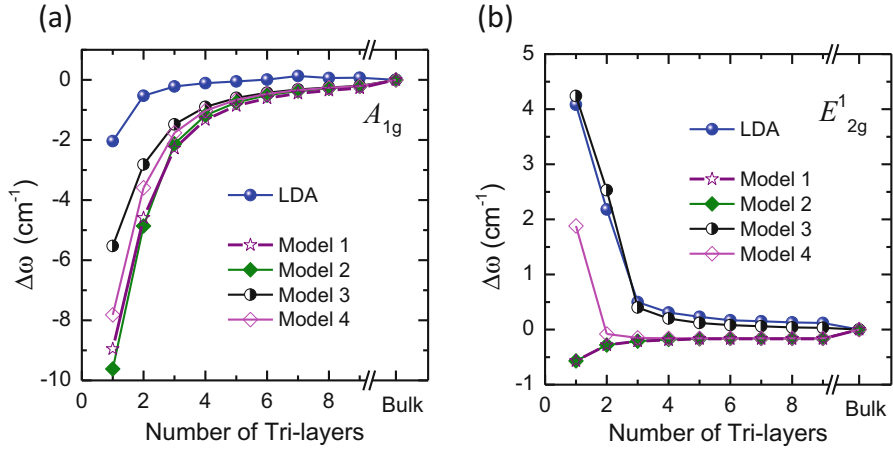 (a)
0
-2
-4
-6
-8
-10
Δω (cm⁻¹)
A₁g
LDA
Model 1
Model 2
Model 3
Model 4
0 2 4 6 8 Bulk
Number of Tri-layers
(b)
5
4
3
2
1
0
-1
Δω (cm⁻¹)
E¹₂g
LDA
Model 1
Model 2
Model 3
Model 4
0 2 4 6 8 Bulk
Number of Tri-layers